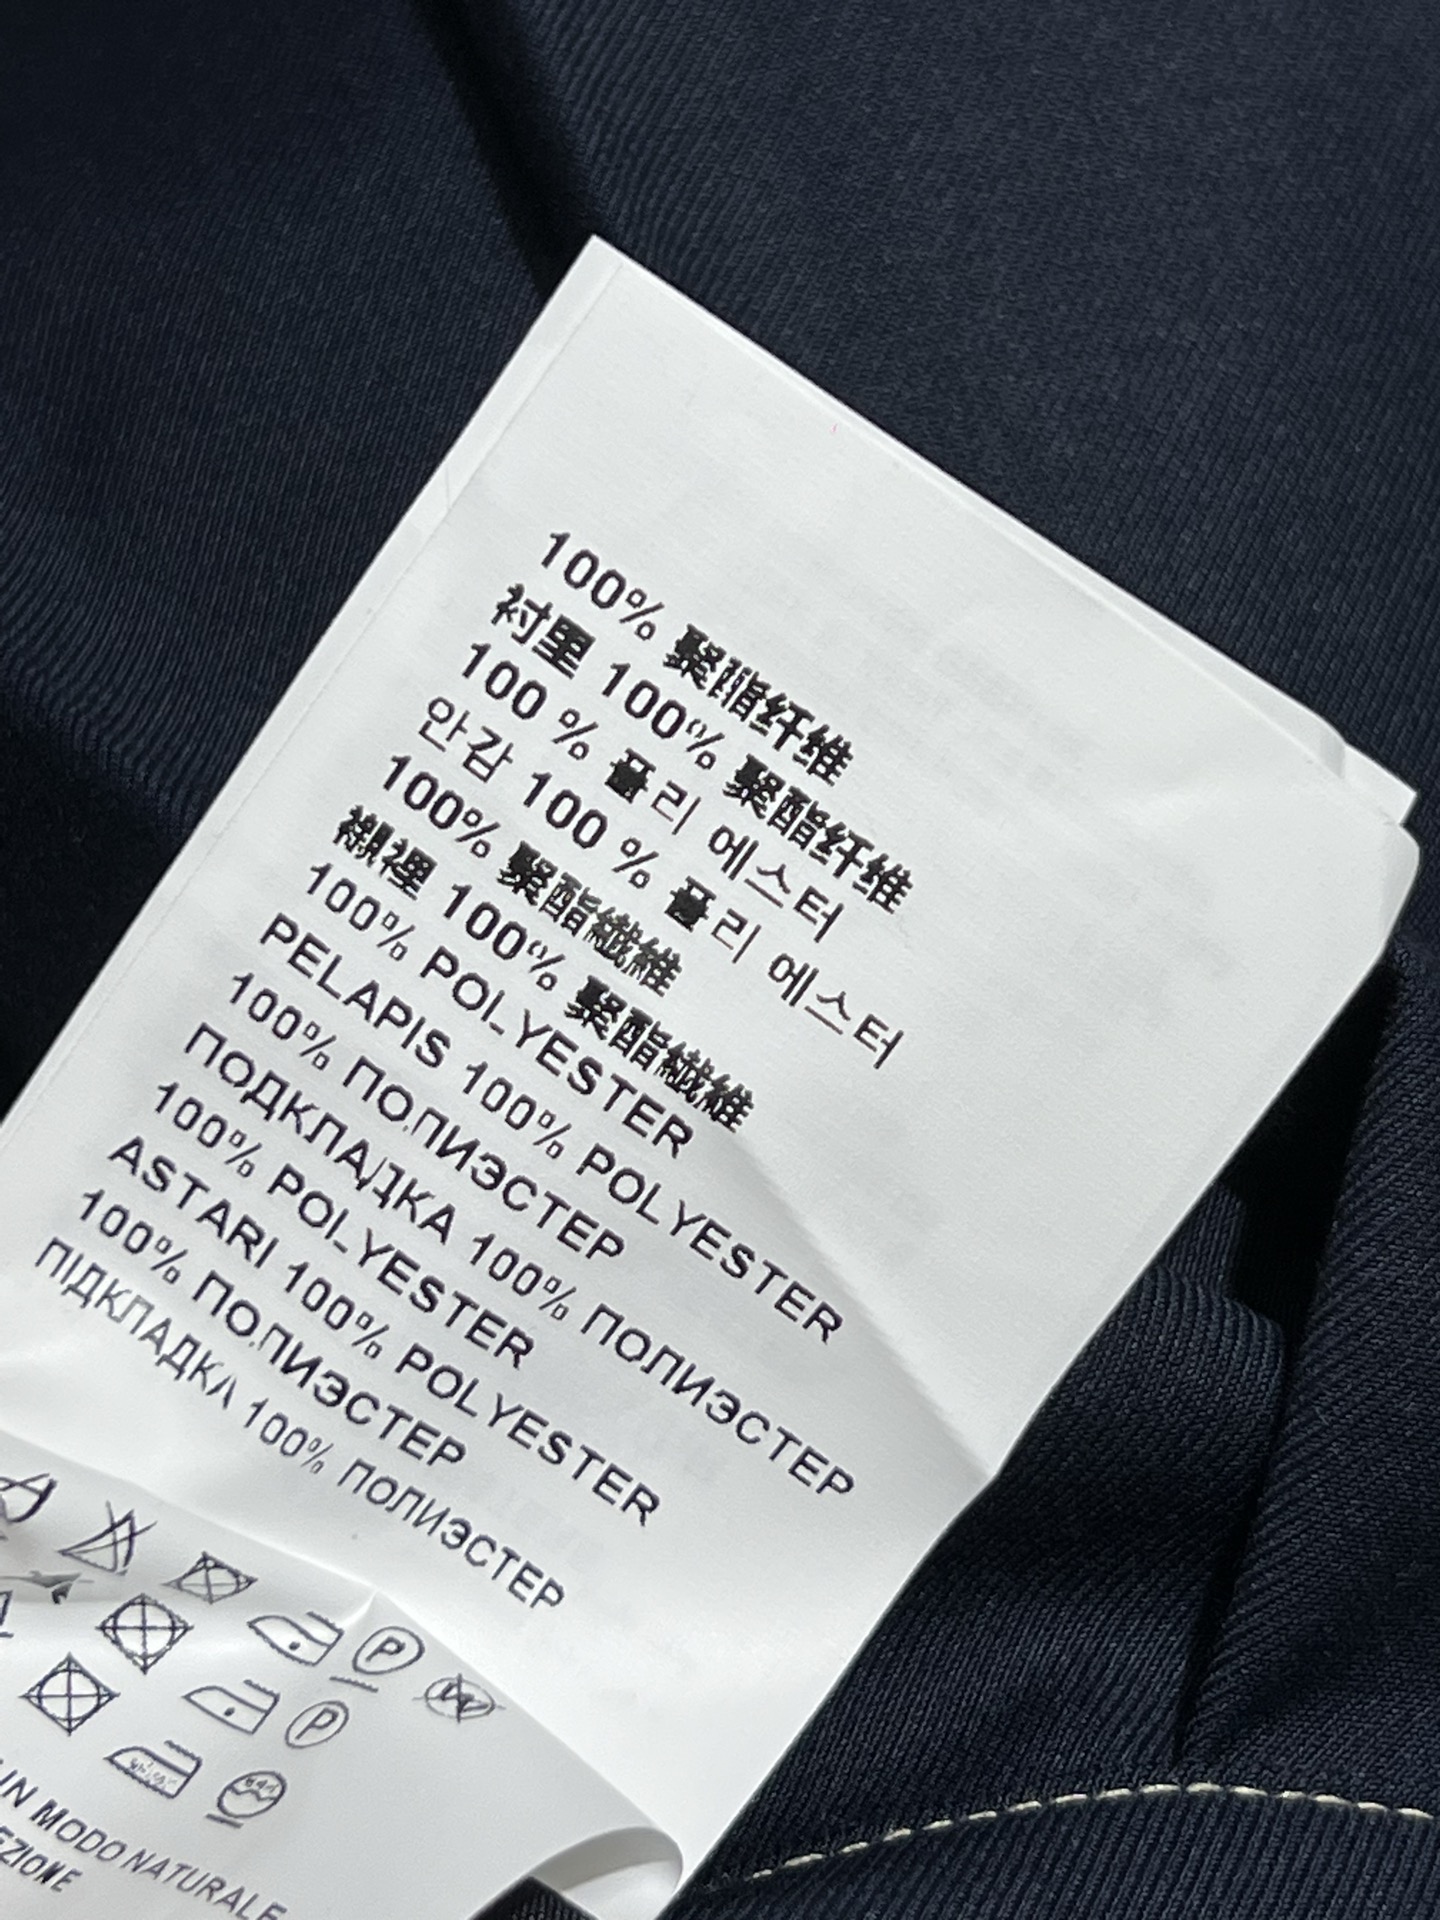 100% 聚酯纤维
衬里 100% 聚酯纤维
100 % 폴리 에스터
안감 100 % 폴리 에스터
100% 聚酯纖維
襯裡 100% 聚酯纖維
100% POLYESTER
PELAPIS 100% POLYESTER
100% ПОЛИЭСТЕР
ПОДКЛАДКА 100% ПОЛИЭСТЕР
100% POLYESTER
ASTARI 100% POLYESTER
100% ПОЛИЭСТЕР
ПІДКЛАДКА 100% ПОЛИЭСТЕР
P
P
IN MODO NATURALE